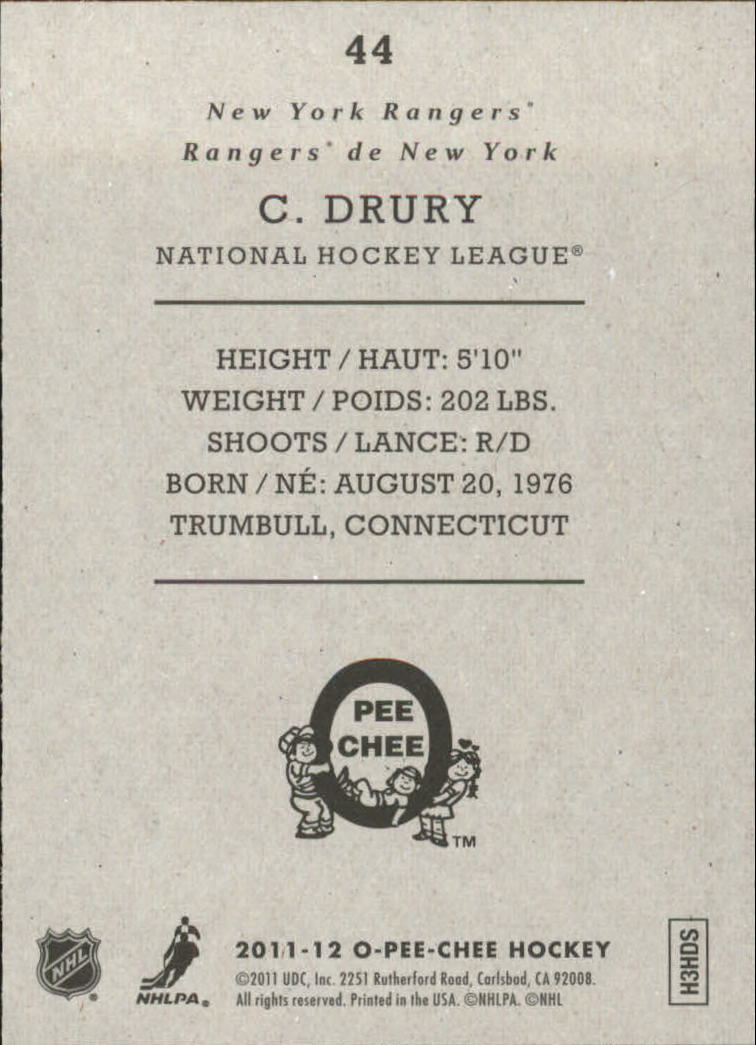 44
New York Rangers®
Rangers® de New York
C. DRURY
NATIONAL HOCKEY LEAGUE®
HEIGHT / HAUT: 5'10"
WEIGHT / POIDS: 202 LBS.
SHOOTS / LANCE: R/D
BORN / NÉ: AUGUST 20, 1976
TRUMBULL, CONNECTICUT
PEE
CHEE
TM
NHL
NHLPA®
2011-12 O-PEE-CHEE HOCKEY
©2011 UDC, Inc. 2251 Rutherford Road, Carlsbad, CA 92008.
All rights reserved. Printed in the USA. ©NHLPA. ©NHL
H3HDS